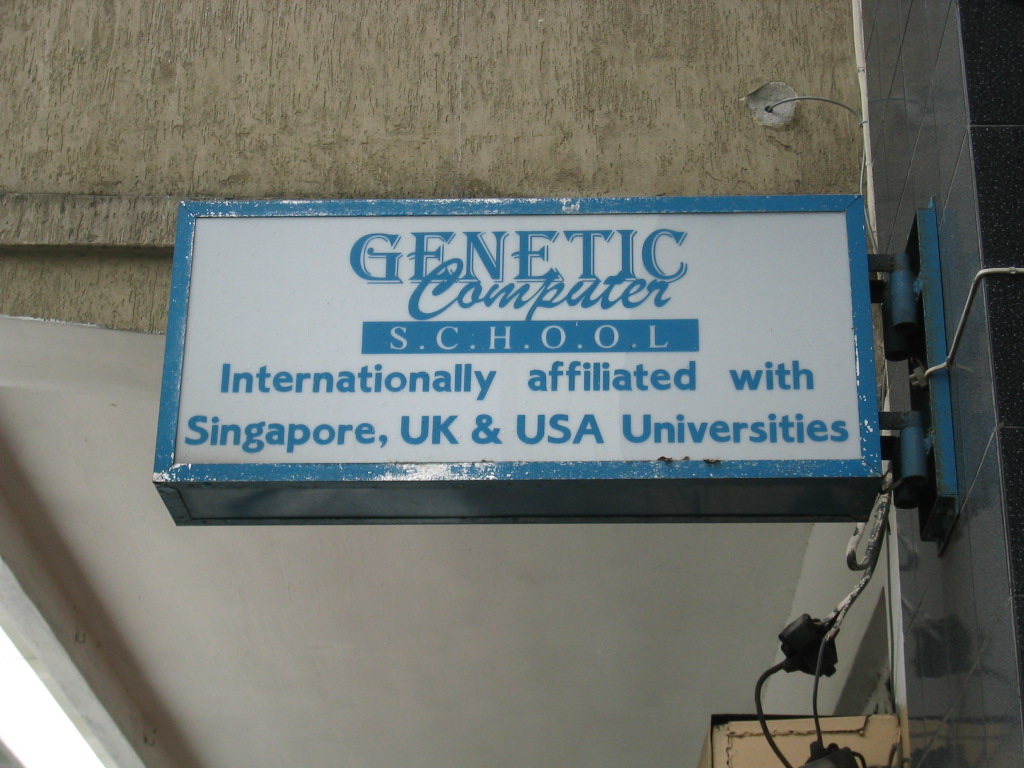 GENETIC
Computer
S.C.H.O.O.L
Internationally affiliated with
Singapore, UK & USA Universities